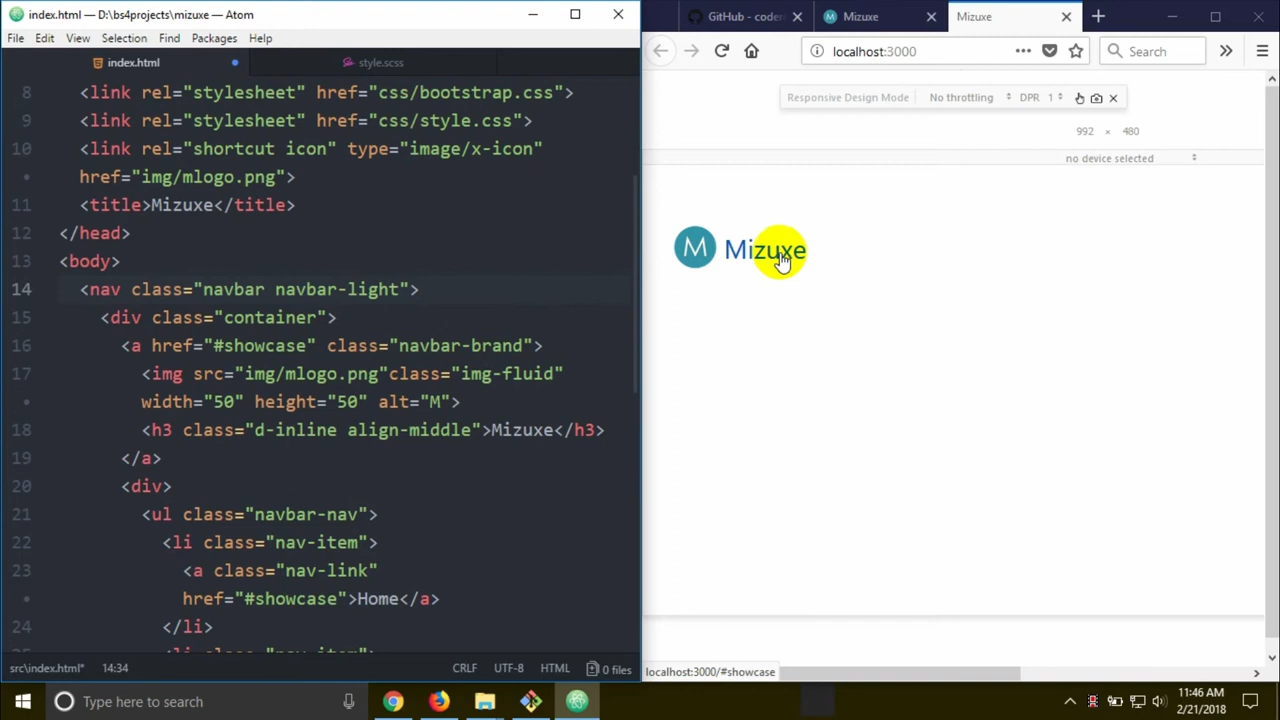 index.html — D:\bs4projects\mizuxe — Atom
File Edit View Selection Find Packages Help
index.html
style.scss
8 <link rel="stylesheet" href="css/bootstrap.css">
9 <link rel="stylesheet" href="css/style.css">
10 <link rel="shortcut icon" type="image/x-icon"
• href="img/mlogo.png">
11 <title>Mizuxe</title>
12 </head>
13 <body>
14 <nav class="navbar navbar-light">
15 <div class="container">
16 <a href="#showcase" class="navbar-brand">
17 <img src="img/mlogo.png"class="img-fluid"
• width="50" height="50" alt="M">
18 <h3 class="d-inline align-middle">Mizuxe</h3>
19 </a>
20 <div>
21 <ul class="navbar-nav">
22 <li class="nav-item">
23 <a class="nav-link"
• href="#showcase">Home</a>
24 </li>
25 <li class="nav-item">
src\index.html* 14:34 CRLF UTF-8 HTML 0 files
GitHub - coder
Mizuxe
Mizuxe
localhost:3000
Search
Responsive Design Mode No throttling DPR 1
992 × 480
no device selected
M Mizuxe
localhost:3000/#showcase
Type here to search
11:46 AM
2/21/2018